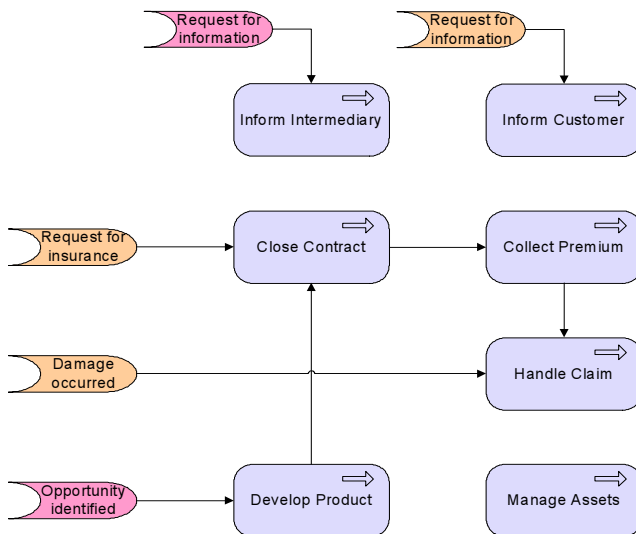 Request for
information
Request for
information
Inform Intermediary
Inform Customer
Request for
insurance
Close Contract
Collect Premium
Damage
occurred
Handle Claim
Opportunity
identified
Develop Product
Manage Assets